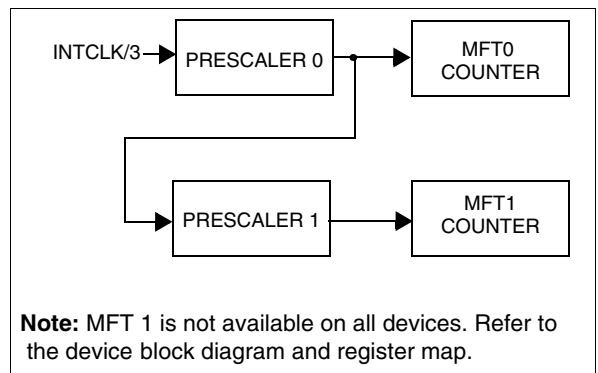 INTCLK/3
PRESCALER 0
MFT0
COUNTER
PRESCALER 1
MFT1
COUNTER
Note: MFT 1 is not available on all devices. Refer to
the device block diagram and register map.